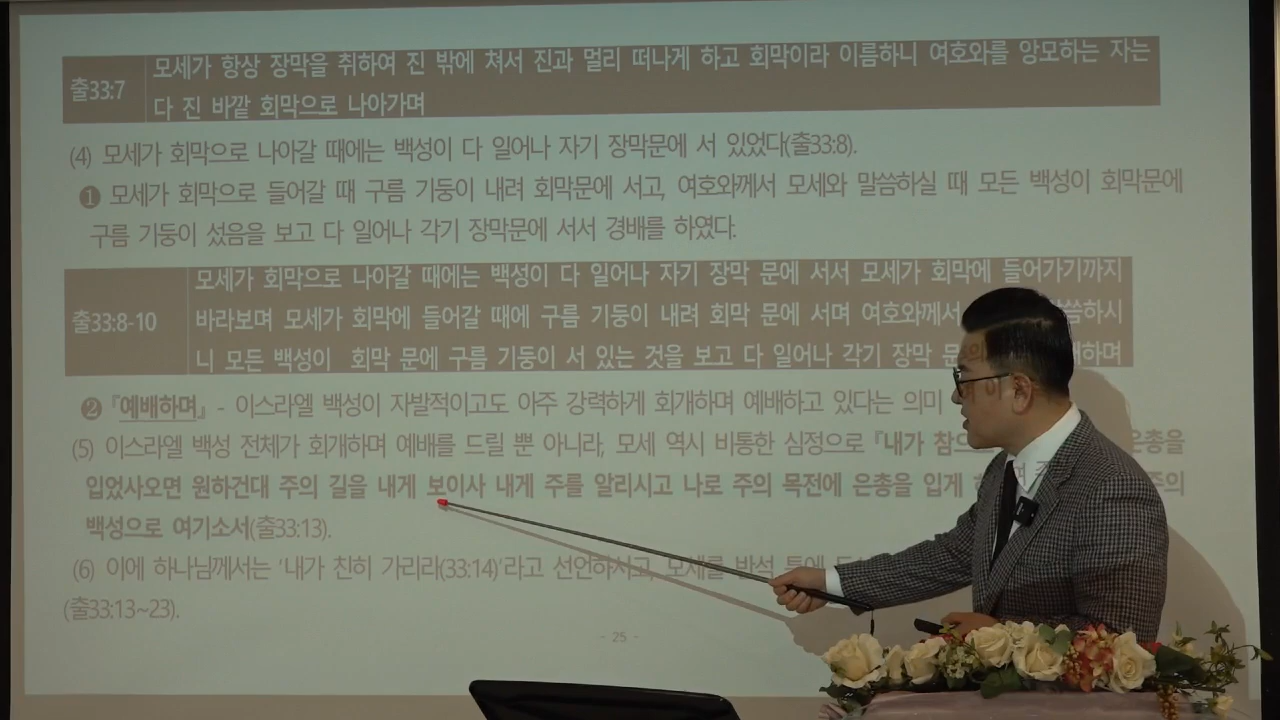 출33:7
모세가 항상 장막을 취하여 진 밖에 쳐서 진과 멀리 떠나게 하고 회막이라 이름하니 여호와를 앙모하는 자는
다 진 바깥 회막으로 나아가며
(4) 모세가 회막으로 나아갈 때에는 백성이 다 일어나 자기 장막문에 서 있었다(출33:8).
❶ 모세가 회막으로 들어갈 때 구름 기둥이 내려 회막문에 서고, 여호와께서 모세와 말씀하실 때 모든 백성이 회막문에
구름 기둥이 섰음을 보고 다 일어나 각기 장막문에 서서 경배를 하였다.
출33:8-10
모세가 회막으로 나아갈 때에는 백성이 다 일어나 자기 장막 문에 서서 모세가 회막에 들어가기까지
바라보며 모세가 회막에 들어갈 때에 구름 기둥이 내려 회막 문에 서며 여호와께서 말씀하시
니 모든 백성이 회막 문에 구름 기둥이 서 있는 것을 보고 다 일어나 각기 장막
❷ 『예배하며』 - 이스라엘 백성이 자발적이고도 아주 강력하게 회개하며 예배하고 있다는 의미
(5) 이스라엘 백성 전체가 회개하며 예배를 드릴 뿐 아니라, 모세 역시 비통한 심정으로 『내가 은총을
입었사오면 원하건대 주의 길을 내게 보이사 내게 주를 알리시고 나로 주의 목전에 은총을 입게 주의
백성으로 여기소서(출33:13).
(6) 이에 하나님께서는 '내가 친히 가리라(33:14)'라고 선언하시고, 모세를 반석 틈에
(출33:13~23).
- 25 -